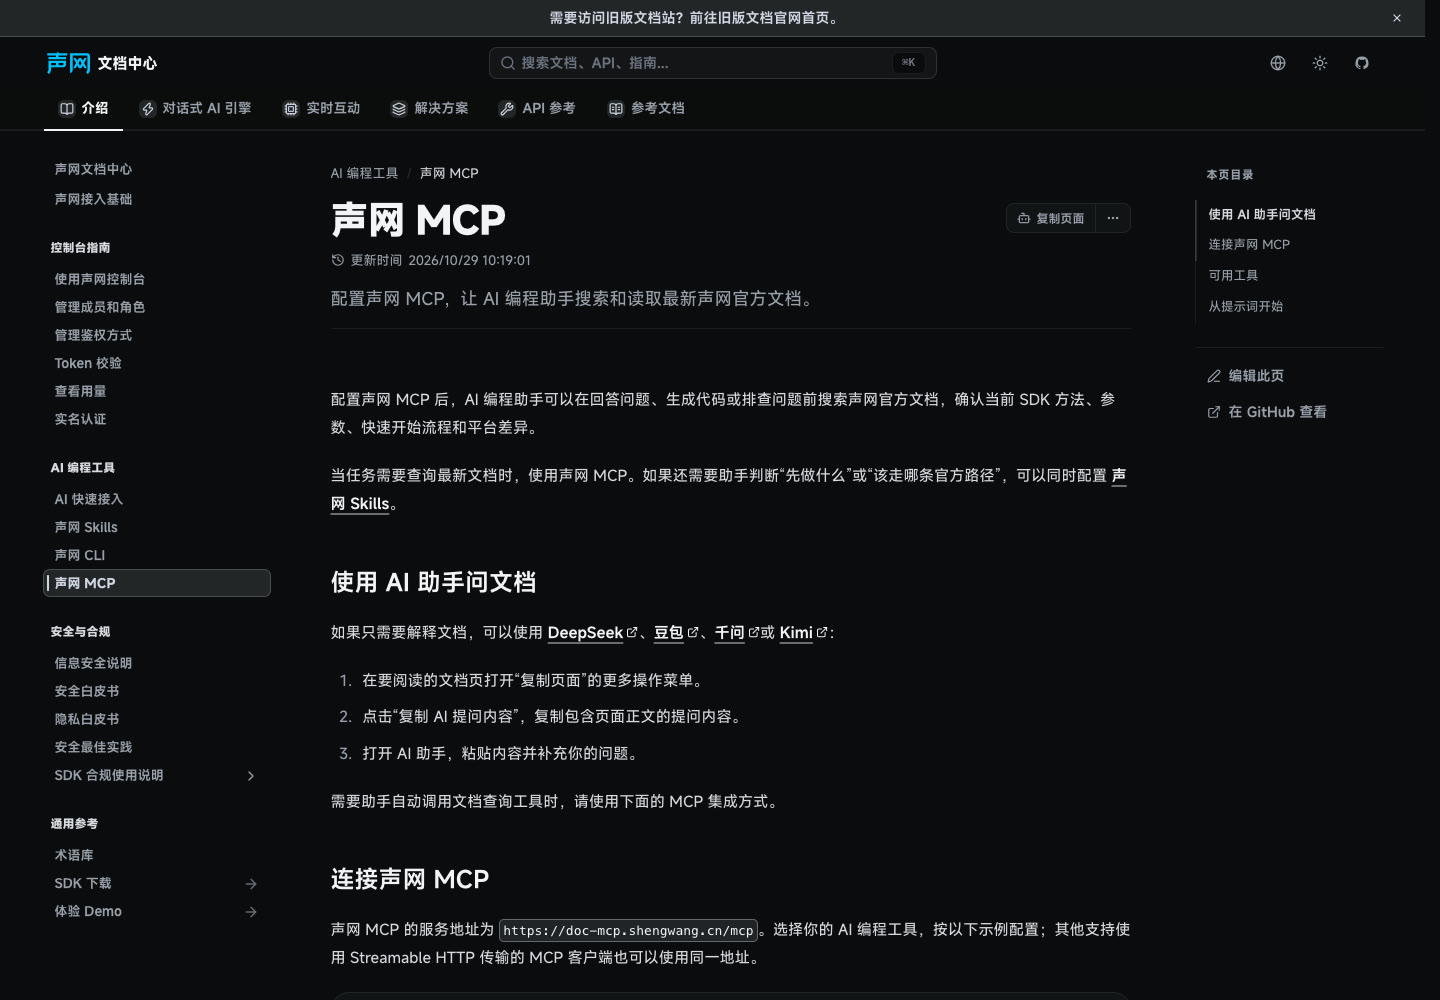 需要访问旧版文档站？前往旧版文档官网首页。
声网 文档中心
搜索文档、API、指南...
⌘K
介绍
对话式 AI 引擎
实时互动
解决方案
API 参考
参考文档
声网文档中心
声网接入基础
控制台指南
使用声网控制台
管理成员和角色
管理鉴权方式
Token 校验
查看用量
实名认证
AI 编程工具
AI 快速接入
声网 Skills
声网 CLI
声网 MCP
安全与合规
信息安全说明
安全白皮书
隐私白皮书
安全最佳实践
SDK 合规使用说明
通用参考
术语库
SDK 下载
体验 Demo
AI 编程工具 / 声网 MCP
声网 MCP
复制页面
更新时间 2026/10/29 10:19:01
配置声网 MCP，让 AI 编程助手搜索和读取最新声网官方文档。
配置声网 MCP 后，AI 编程助手可以在回答问题、生成代码或排查问题前搜索声网官方文档，确认当前 SDK 方法、参
数、快速开始流程和平台差异。
当任务需要查询最新文档时，使用声网 MCP。如果还需要助手判断“先做什么”或“该走哪条官方路径”，可以同时配置 声
网 Skills。
使用 AI 助手问文档
如果只需要解释文档，可以使用 DeepSeek、豆包、千问或 Kimi：
1. 在要阅读的文档页打开“复制页面”的更多操作菜单。
2. 点击“复制 AI 提问内容”，复制包含页面正文的提问内容。
3. 打开 AI 助手，粘贴内容并补充你的问题。
需要助手自动调用文档查询工具时，请使用下面的 MCP 集成方式。
连接声网 MCP
声网 MCP 的服务地址为 https://doc-mcp.shengwang.cn/mcp。选择你的 AI 编程工具，按以下示例配置；其他支持使
用 Streamable HTTP 传输的 MCP 客户端也可以使用同一地址。
本页目录
使用 AI 助手问文档
连接声网 MCP
可用工具
从提示词开始
编辑此页
在 GitHub 查看